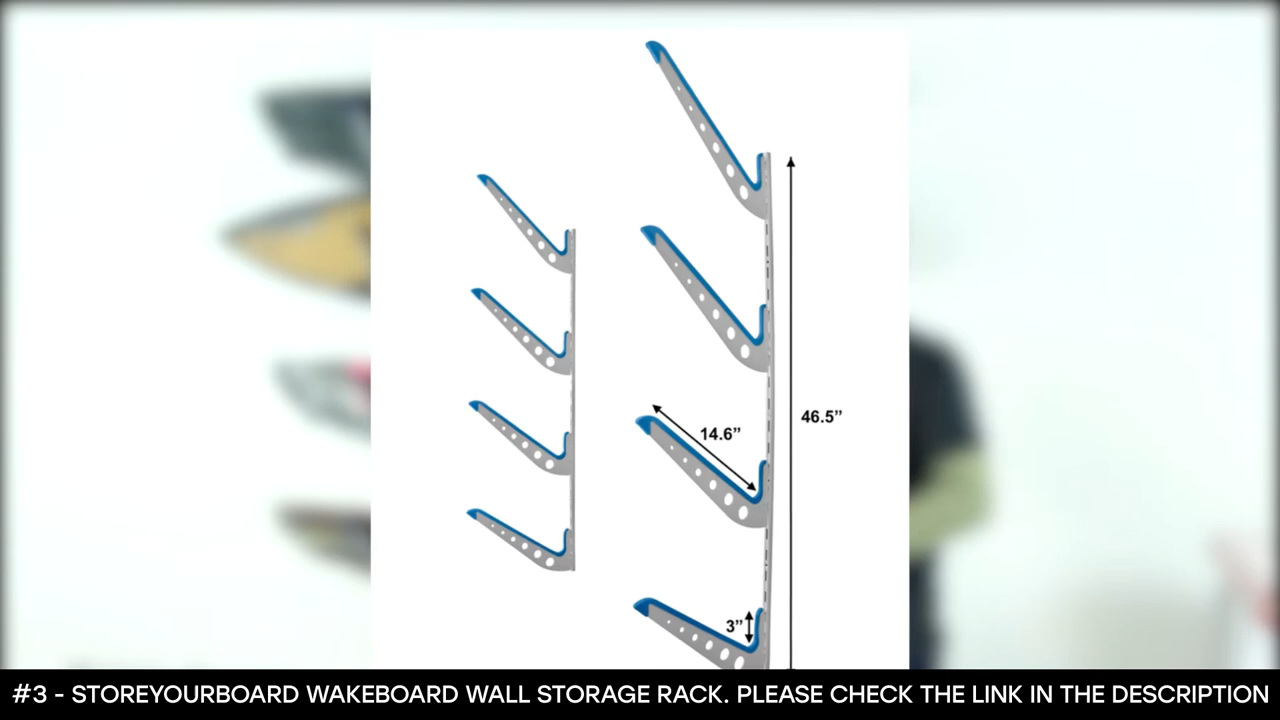 14.6”
46.5”
3”
#3 - STOREYOURBOARD WAKEBOARD WALL STORAGE RACK. PLEASE CHECK THE LINK IN THE DESCRIPTION